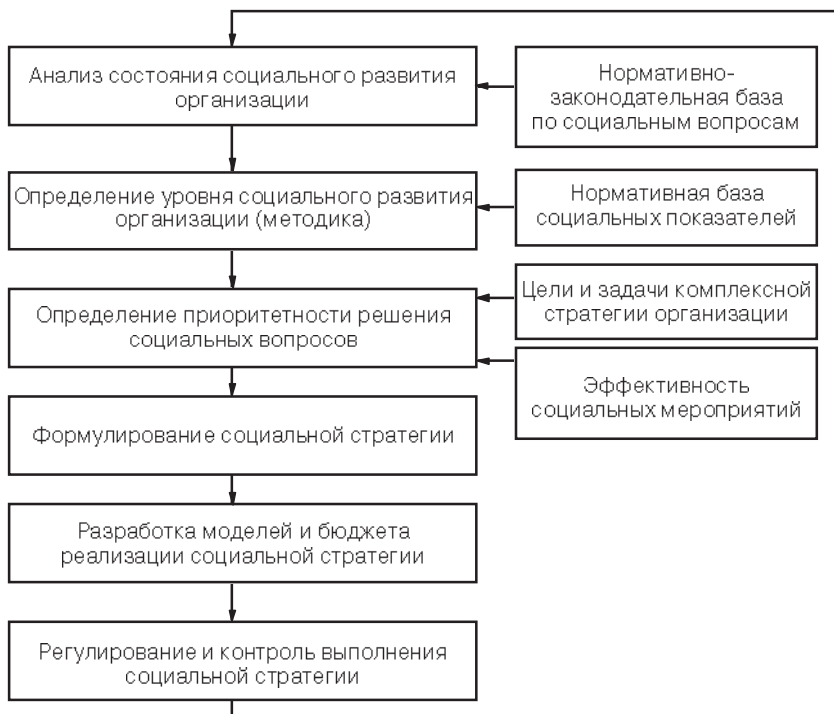 Анализ состояния социального развития
организации
Нормативно-
законодательная база
по социальным вопросам
Определение уровня социального развития
организации (методика)
Нормативная база
социальных показателей
Определение приоритетности решения
социальных вопросов
Цели и задачи комплексной
стратегии организации
Эффективность
социальных мероприятий
Формулирование социальной стратегии
Разработка моделей и бюджета
реализации социальной стратегии
Регулирование и контроль выполнения
социальной стратегии